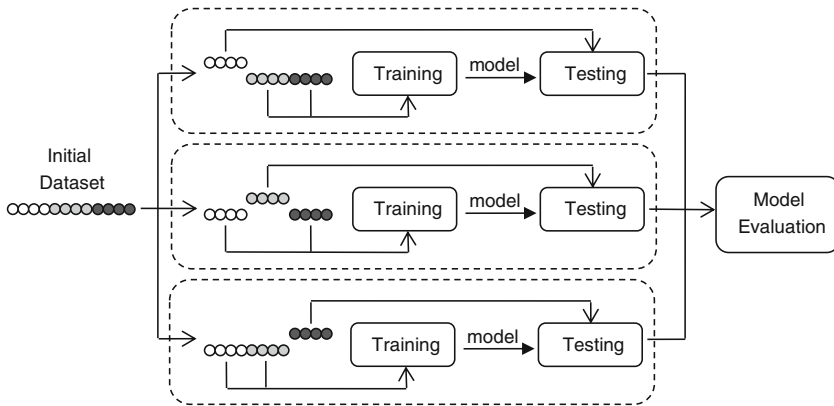 Training
model
Testing
Initial
Dataset
Training
model
Testing
Model
Evaluation
Training
model
Testing